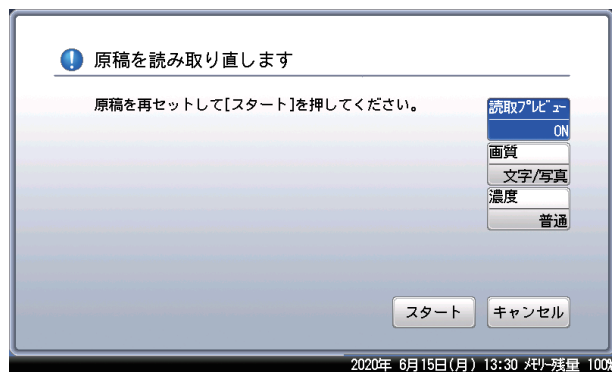 原稿を読み取り直します
原稿を再セットして[スタート]を押してください。
読取プレビュー
ON
画質
文字/写真
濃度
普通
スタート
キャンセル
2020年 6月15日(月) 13:30 メモリー残量 100%